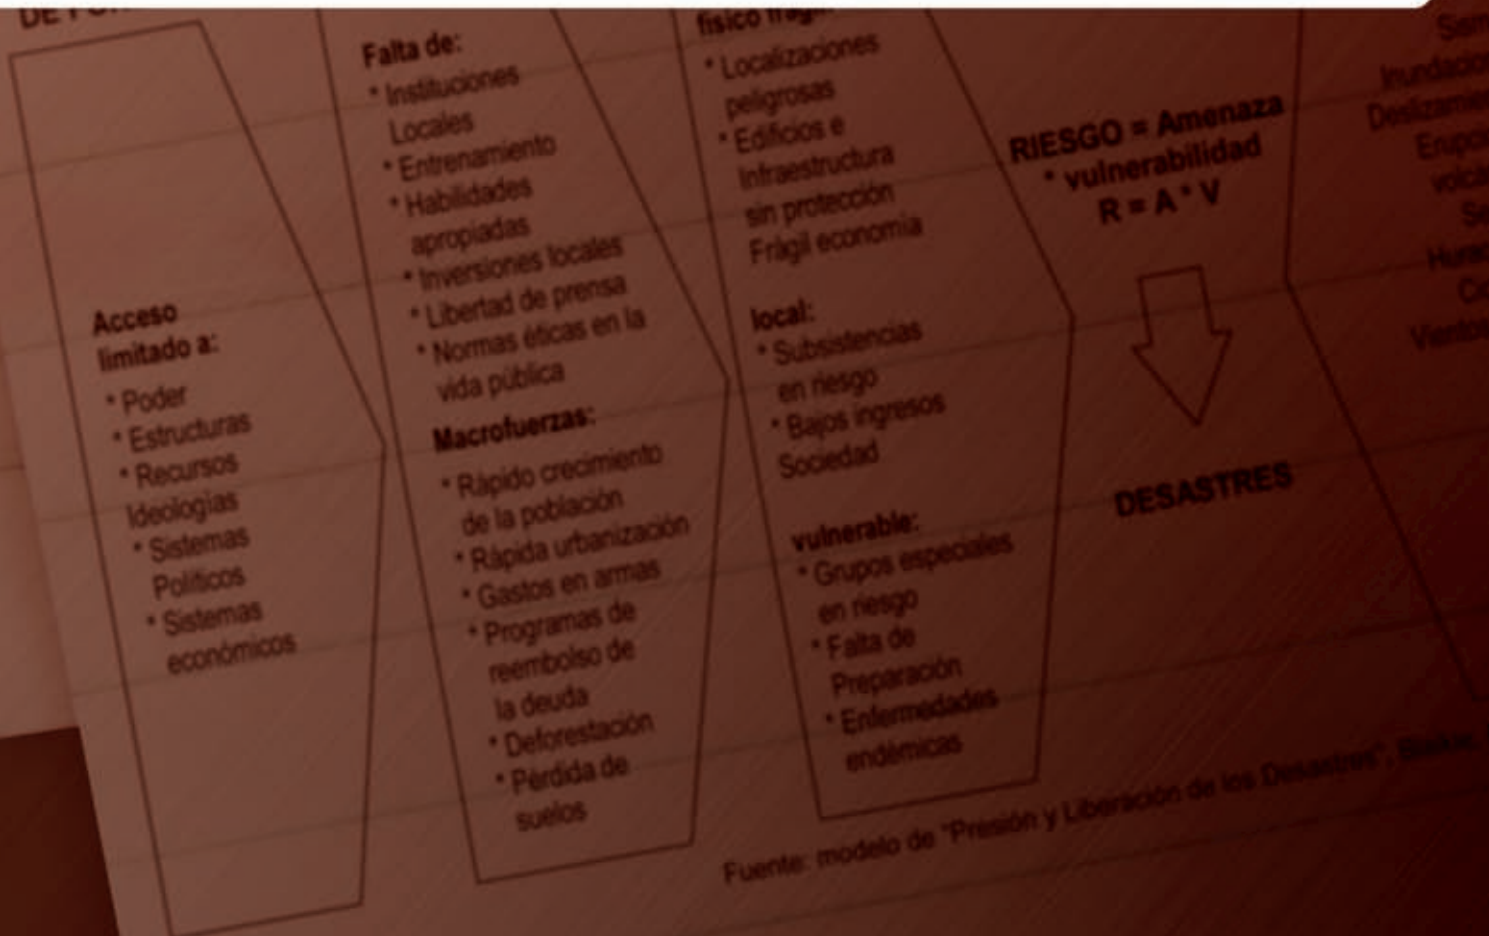 Acceso
limitado a:
* Poder
* Estructuras
* Recursos
Ideologías
* Sistemas
Políticos
* Sistemas
económicos
Falta de:
* Instituciones
Locales
* Entrenamiento
* Habilidades
apropiadas
* Inversiones locales
* Libertad de prensa
* Normas éticas en la
vida pública
Macrofuerzas:
* Rápido crecimiento
de la población
* Rápida urbanización
* Gastos en armas
* Programas de
reembolso de
la deuda
* Deforestación
* Pérdida de
suelos
físico
* Localizaciones
peligrosas
* Edificios e
Infraestructura
sin protección
Frágil economía
local:
* Subsistencias
en riesgo
* Bajos ingresos
Sociedad
vulnerable:
* Grupos especiales
en riesgo
* Falta de
Preparación
* Enfermedades
endémicas
RIESGO = Amenaza
* vulnerabilidad
R = A * V
DESASTRES
Fuente: modelo de "Presión y Liberación de los Desastres",